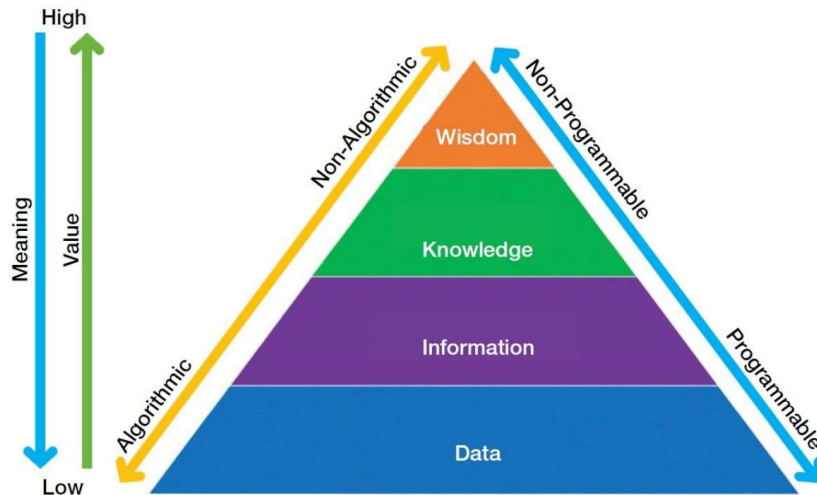 High
Meaning
Value
Low
Non-Algorithmic
Algorithmic
Non-Programmable
Programmable
Wisdom
Knowledge
Information
Data